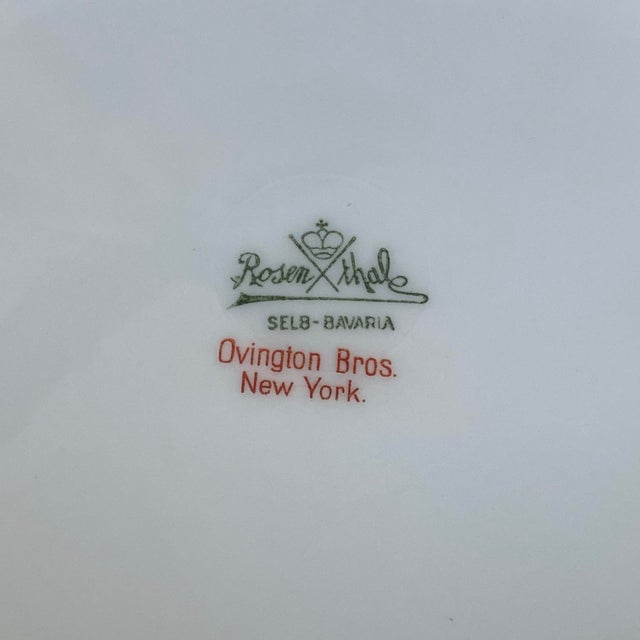 Rosenthal
SELB-BAVARIA
Ovington Bros.
New York.